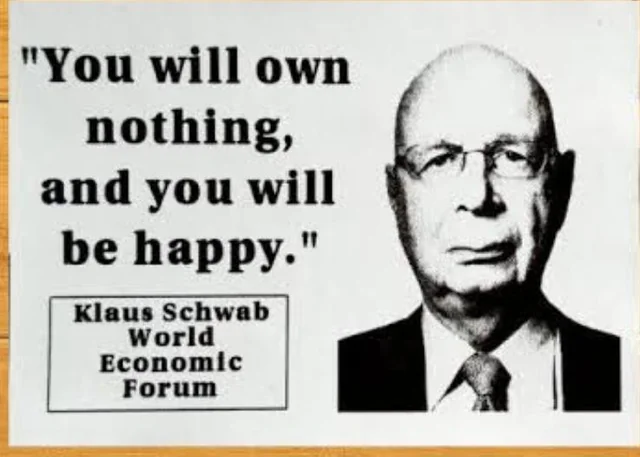 "You will own
nothing,
and you will
be happy."
Klaus Schwab
World
Economic
Forum